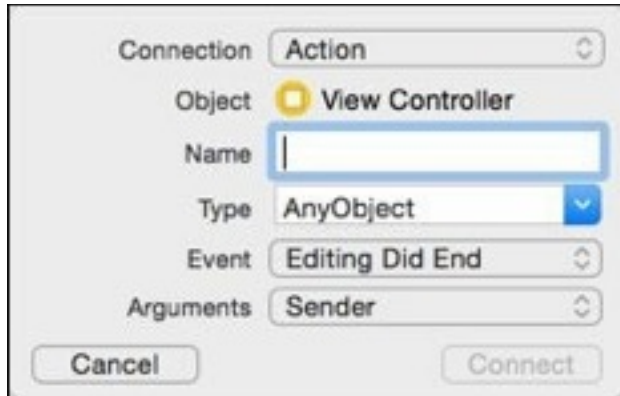 Connection Action
Object View Controller
Name
Type AnyObject
Event Editing Did End
Arguments Sender
Cancel Connect